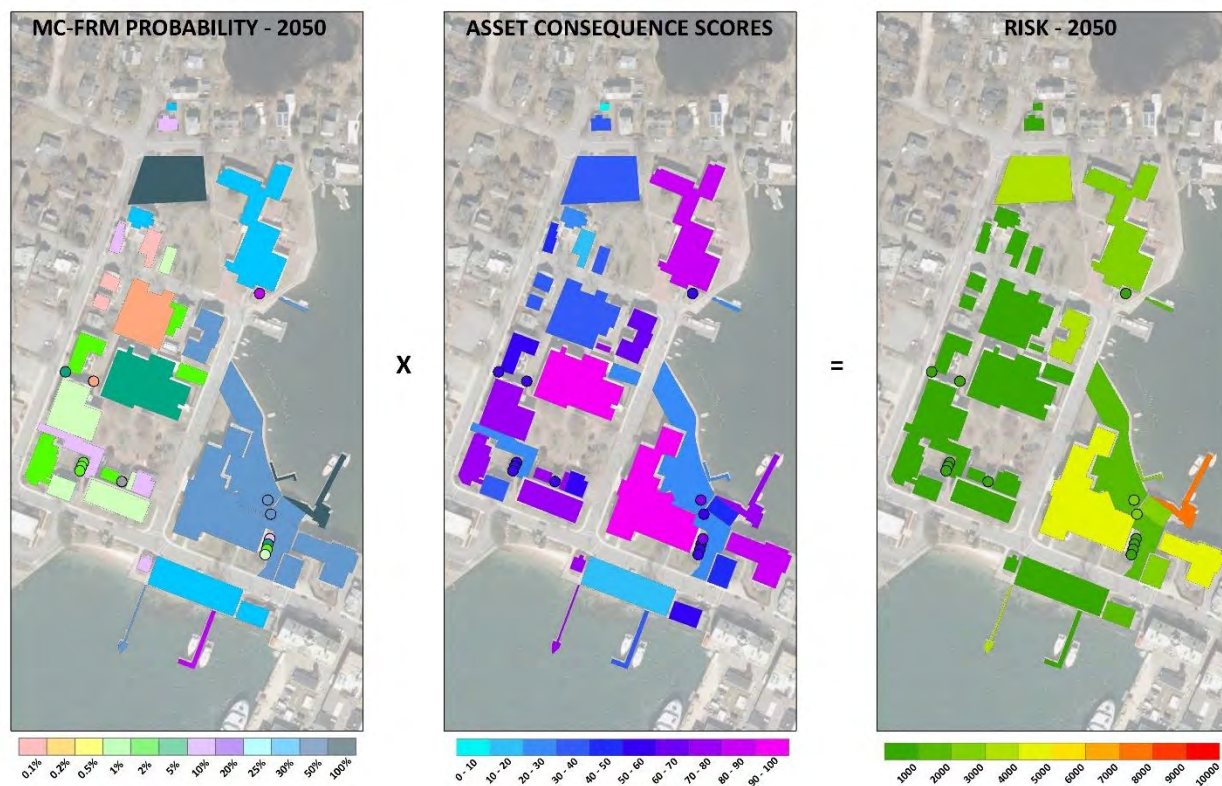 MC-FRM PROBABILITY - 2050
ASSET CONSEQUENCE SCORES
RISK - 2050
X
=
0.1% 0.2% 0.5% 1% 2% 5% 10% 20% 25% 30% 50% 100%
0 - 10 10 - 20 20 - 30 30 - 40 40 - 50 50 - 60 60 - 70 70 - 80 80 - 90 90 - 100
1000 2000 3000 4000 5000 6000 7000 8000 9000 10000